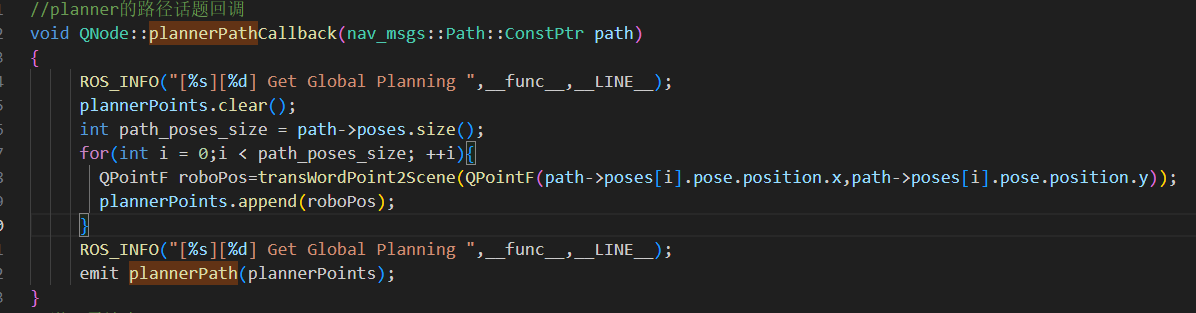 //planner的路径话题回调
void QNode::plannerPathCallback(nav_msgs::Path::ConstPtr path)
{
ROS_INFO("[%s][%d] Get Global Planning ",__func__,__LINE__);
plannerPoints.clear();
int path_poses_size = path->poses.size();
for(int i = 0;i < path_poses_size; ++i){
QPointF roboPos=transWordPoint2Scene(QPointF(path->poses[i].pose.position.x,path->poses[i].pose.position.y));
plannerPoints.append(roboPos);
}
ROS_INFO("[%s][%d] Get Global Planning ",__func__,__LINE__);
emit plannerPath(plannerPoints);
}